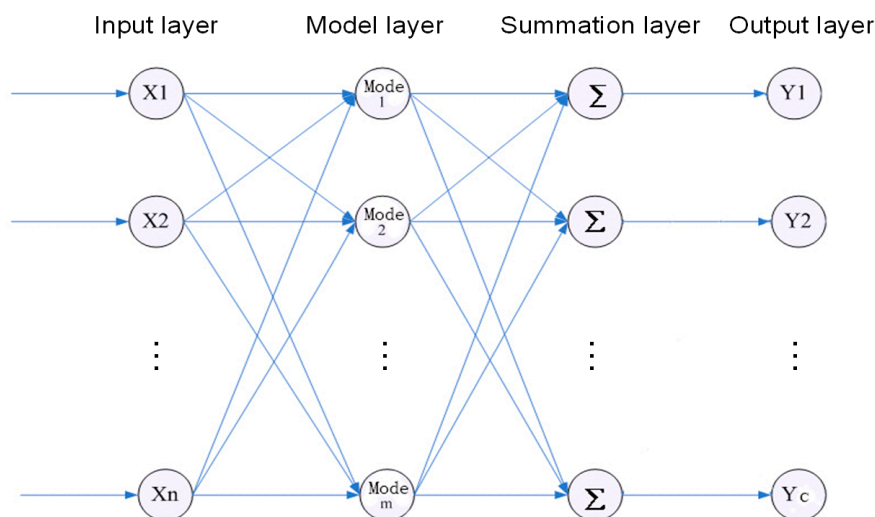 Input layer Model layer Summation layer Output layer
X1 Mode 1 Σ Y1
X2 Mode 2 Σ Y2
⋮ ⋮ ⋮ ⋮
Xn Mode m Σ Yc